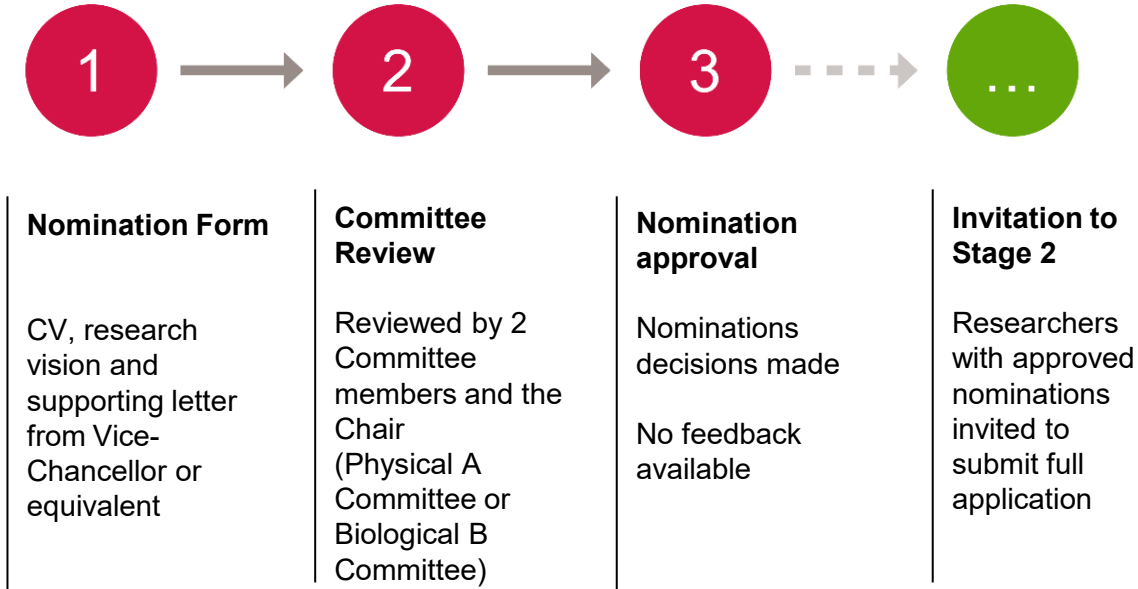 1
2
3
...
Nomination Form
CV, research
vision and
supporting letter
from Vice-
Chancellor or
equivalent
Committee
Review
Reviewed by 2
Committee
members and the
Chair
(Physical A
Committee or
Biological B
Committee)
Nomination
approval
Nominations
decisions made
No feedback
available
Invitation to
Stage 2
Researchers
with approved
nominations
invited to
submit full
application